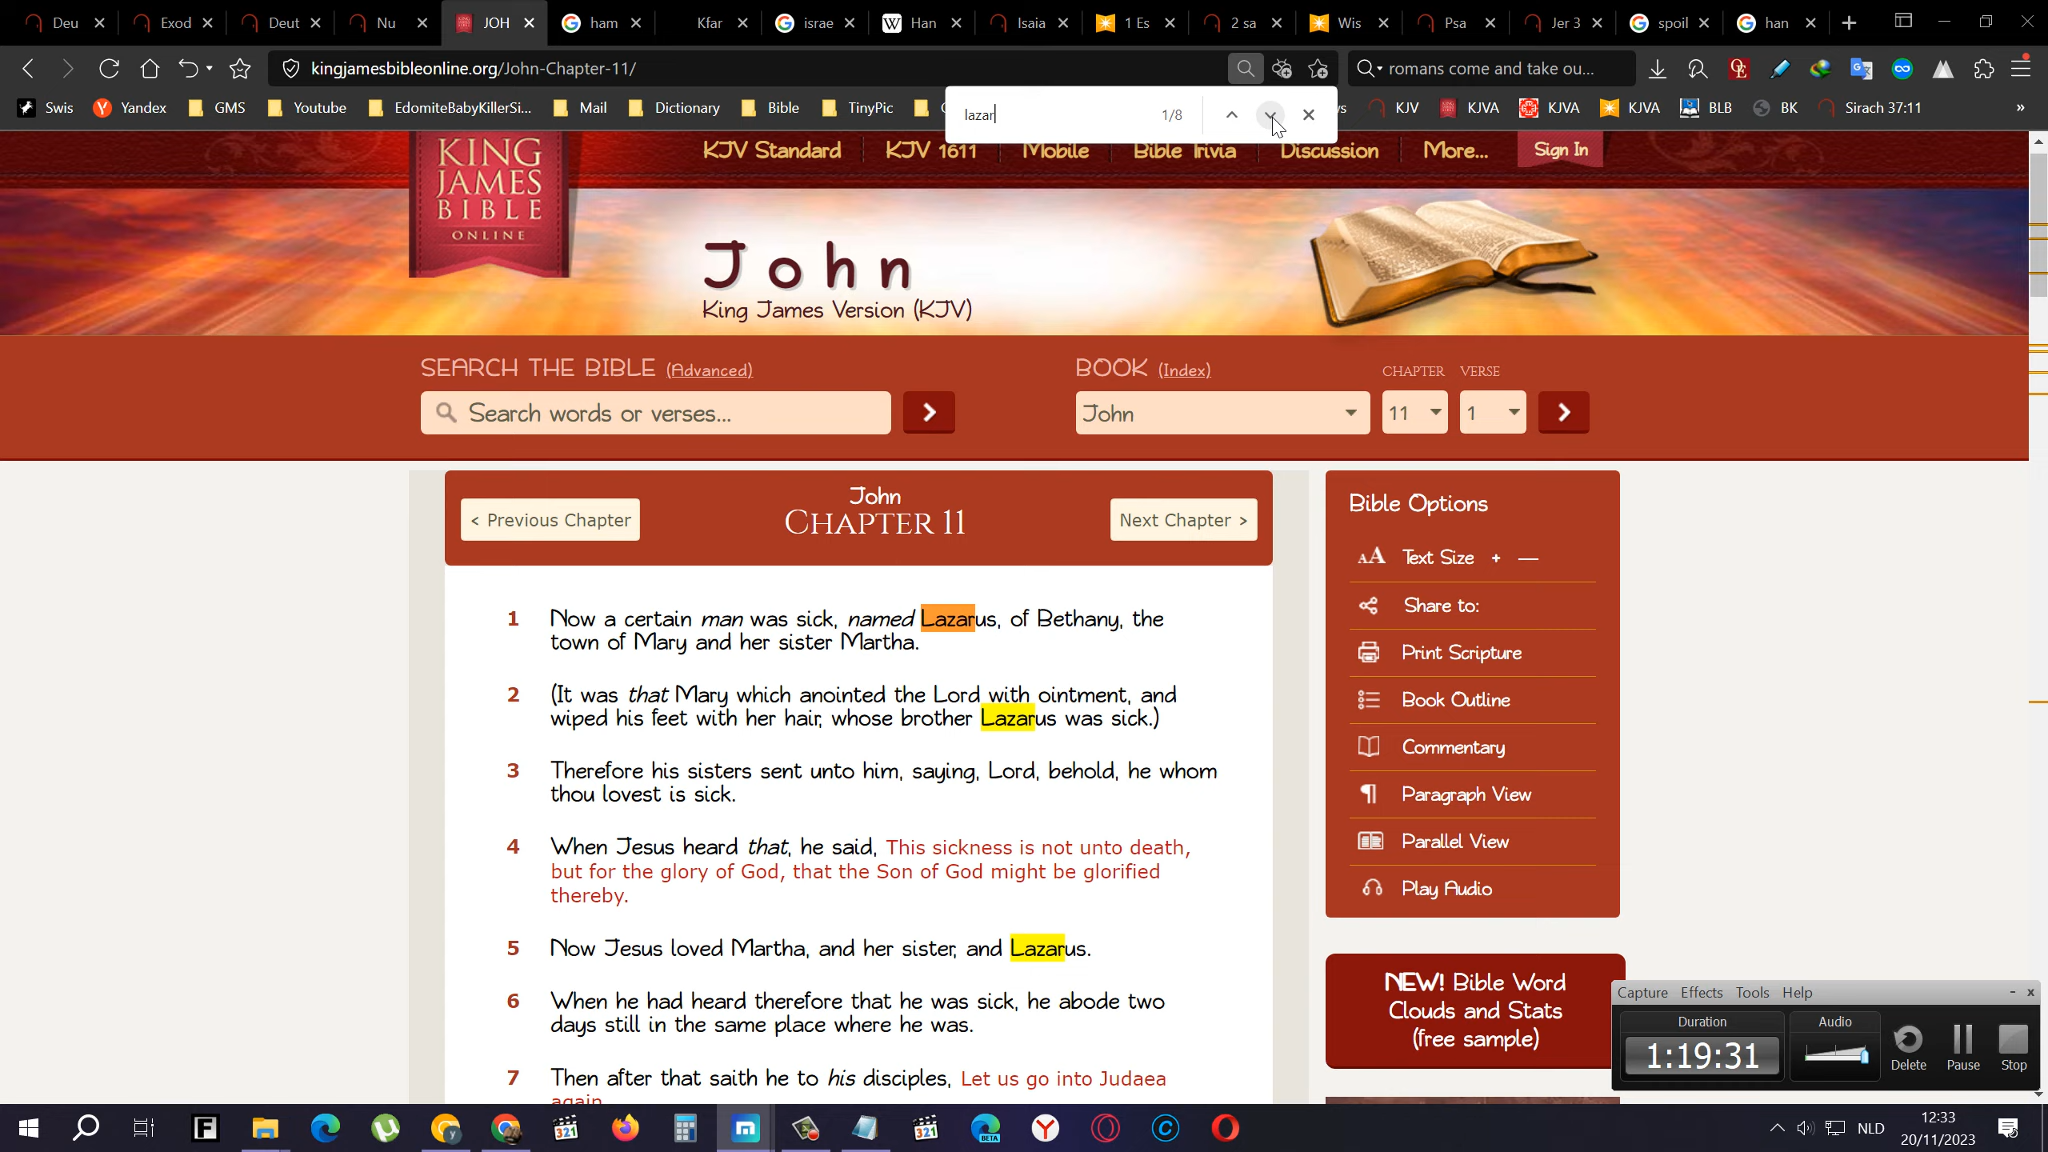 Deu
Exod
Deut
Nu
JOH
ham
Kfar
israe
Han
Isaia
1 Es
2 sa
Wis
Psa
Jer 3
spoil
han
kingjamesbibleonline.org/John-Chapter-11/
romans come and take ou...
Swis
Yandex
GMS
Youtube
EdomiteBabyKillerSi...
Mail
Dictionary
Bible
TinyPic
KJV
KJVA
KJVA
KJVA
BLB
BK
Sirach 37:11
lazar
1/8
KING
JAMES
BIBLE
ONLINE
KJV Standard
KJV 1611
Mobile
Bible Trivia
Discussion
More...
Sign In
John
King James Version (KJV)
SEARCH THE BIBLE (Advanced)
Search words or verses...
BOOK (Index)
CHAPTER
VERSE
John
11
1
< Previous Chapter
John
CHAPTER 11
Next Chapter >
1 Now a certain man was sick, named Lazarus, of Bethany, the
town of Mary and her sister Martha.
2 (It was that Mary which anointed the Lord with ointment, and
wiped his feet with her hair, whose brother Lazarus was sick.)
3 Therefore his sisters sent unto him, saying, Lord, behold, he whom
thou lovest is sick.
4 When Jesus heard that, he said, This sickness is not unto death,
but for the glory of God, that the Son of God might be glorified
thereby.
5 Now Jesus loved Martha, and her sister, and Lazarus.
6 When he had heard therefore that he was sick, he abode two
days still in the same place where he was.
7 Then after that saith he to his disciples, Let us go into Judaea
again.
Bible Options
AA Text Size + —
Share to:
Print Scripture
Book Outline
Commentary
Paragraph View
Parallel View
Play Audio
NEW! Bible Word
Clouds and Stats
(free sample)
Capture Effects Tools Help
Duration
1:19:31
Audio
Delete
Pause
Stop
NLD
12:33
20/11/2023